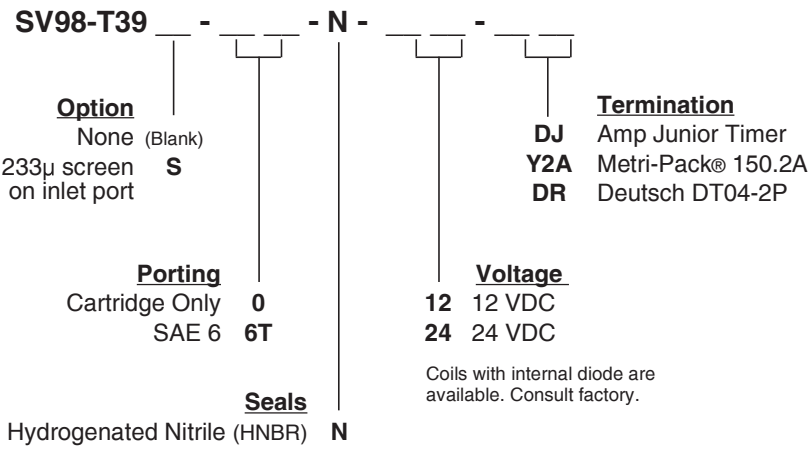 SV98-T39 __ - __ __ - N - __ __ - __ __
Option
None (Blank)
233µ screen S
on inlet port
Porting
Cartridge Only 0
SAE 6 6T
Seals
Hydrogenated Nitrile (HNBR) N
Voltage
12 12 VDC
24 24 VDC
Coils with internal diode are
available. Consult factory.
Termination
DJ Amp Junior Timer
Y2A Metri-Pack® 150.2A
DR Deutsch DT04-2P